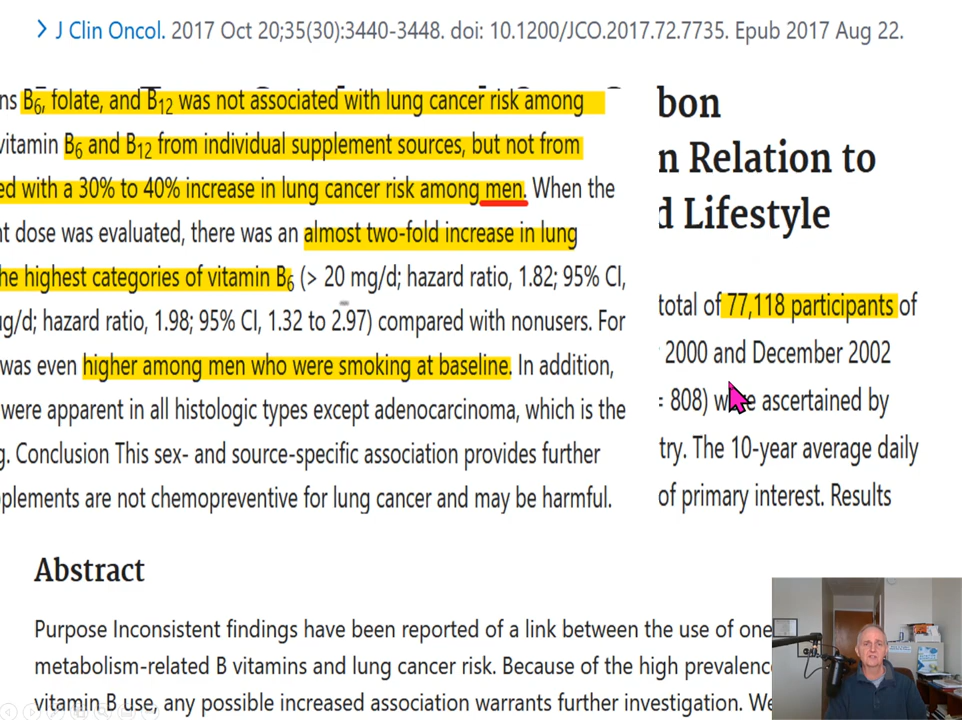 J Clin Oncol. 2017 Oct 20;35(30):3440-3448. doi: 10.1200/JCO.2017.72.7735. Epub 2017 Aug 22.
ns B6, folate, and B12 was not associated with lung cancer risk among
vitamin B6 and B12 from individual supplement sources, but not from
ed with a 30% to 40% increase in lung cancer risk among men. When the
nt dose was evaluated, there was an almost two-fold increase in lung
he highest categories of vitamin B6 (> 20 mg/d; hazard ratio, 1.82; 95% CI,
ug/d; hazard ratio, 1.98; 95% CI, 1.32 to 2.97) compared with nonusers. For
was even higher among men who were smoking at baseline. In addition,
were apparent in all histologic types except adenocarcinoma, which is the
g. Conclusion This sex- and source-specific association provides further
pplements are not chemopreventive for lung cancer and may be harmful.
bon
n Relation to
d Lifestyle
total of 77,118 participants of
2000 and December 2002
= 808) were ascertained by
try. The 10-year average daily
of primary interest. Results
Abstract
Purpose Inconsistent findings have been reported of a link between the use of one
metabolism-related B vitamins and lung cancer risk. Because of the high prevalenc
vitamin B use, any possible increased association warrants further investigation. We